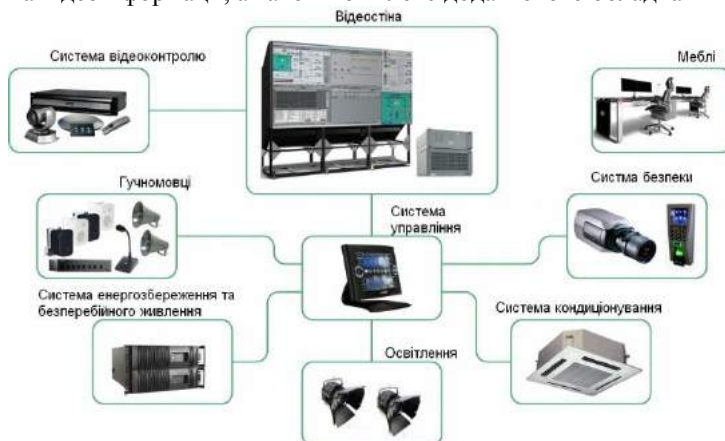 Відеостіна
Система відеоконтролю
Меблі
Гучномовці
Систма безпеки
Система
управління
Система енергозбереження та
безперебійного живлення
Система кондиціонування
Освітлення